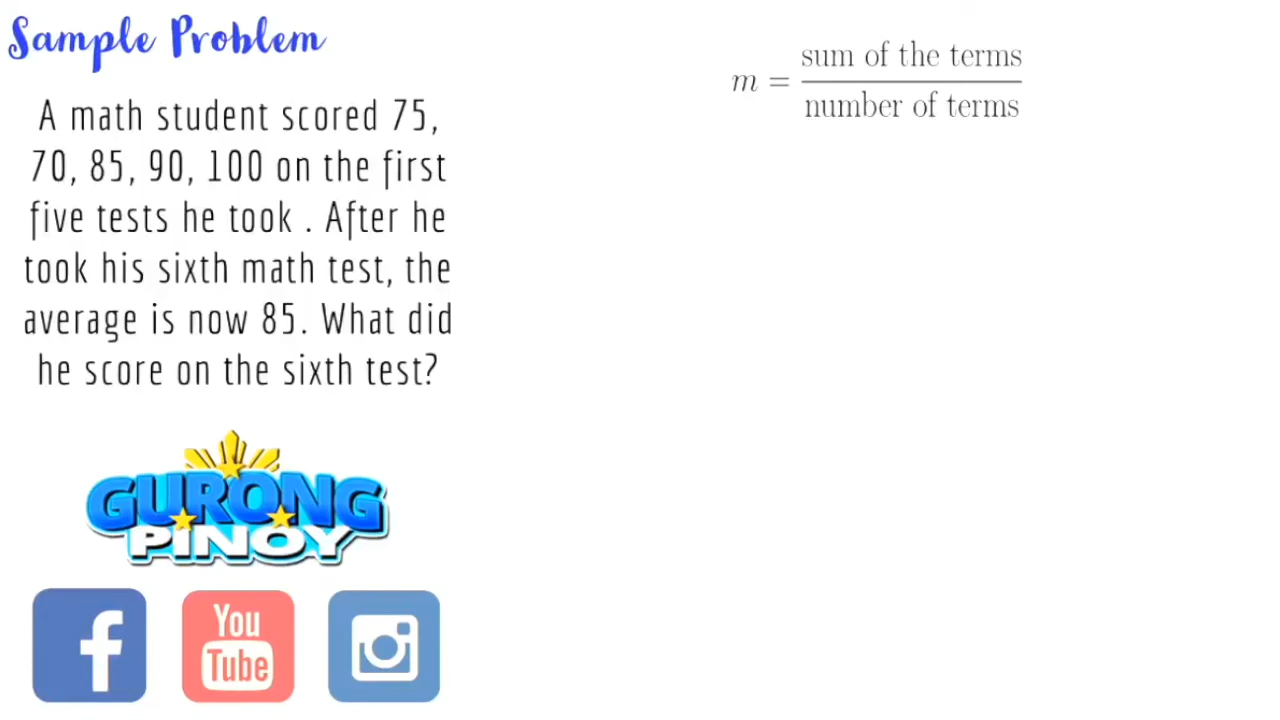 Sample Problem
A math student scored 75,
70, 85, 90, 100 on the first
five tests he took . After he
took his sixth math test, the
average is now 85. What did
he score on the sixth test?
m = sum of the terms / number of terms
GURONG
PINOY
f
You
Tube